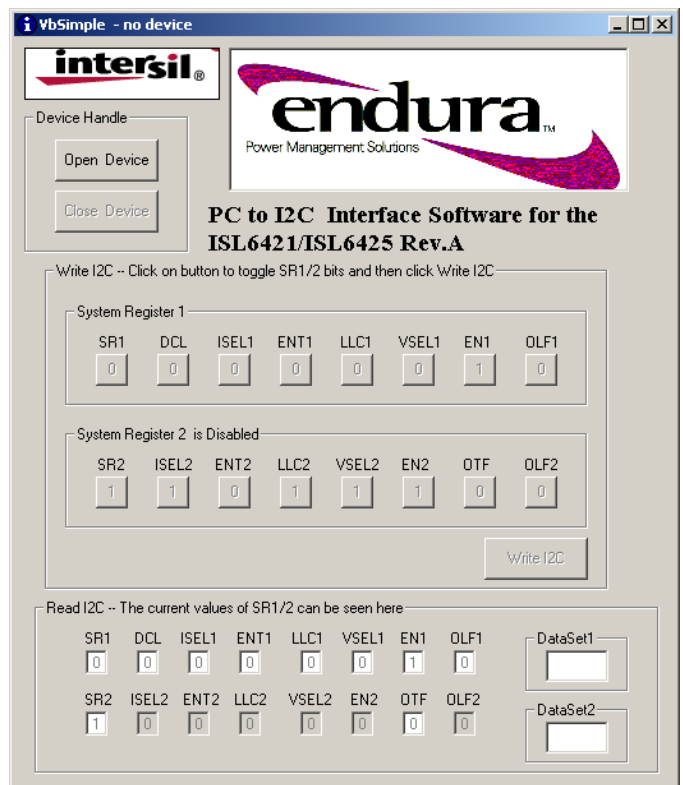 VbSimple - no device
intersil®
endura™
Power Management Solutions
Device Handle
Open Device
Close Device
PC to I2C Interface Software for the
ISL6421/ISL6425 Rev.A
Write I2C -- Click on button to toggle SR1/2 bits and then click Write I2C
System Register 1
SR1 DCL ISEL1 ENT1 LLC1 VSEL1 EN1 OLF1
0 0 0 0 0 0 1 0
System Register 2 is Disabled
SR2 ISEL2 ENT2 LLC2 VSEL2 EN2 OTF OLF2
1 1 0 1 1 1 0 0
Write I2C
Read I2C -- The current values of SR1/2 can be seen here
SR1 DCL ISEL1 ENT1 LLC1 VSEL1 EN1 OLF1
0 0 0 0 0 0 1 0
DataSet1
SR2 ISEL2 ENT2 LLC2 VSEL2 EN2 OTF OLF2
1 0 0 0 0 0 0 0
DataSet2